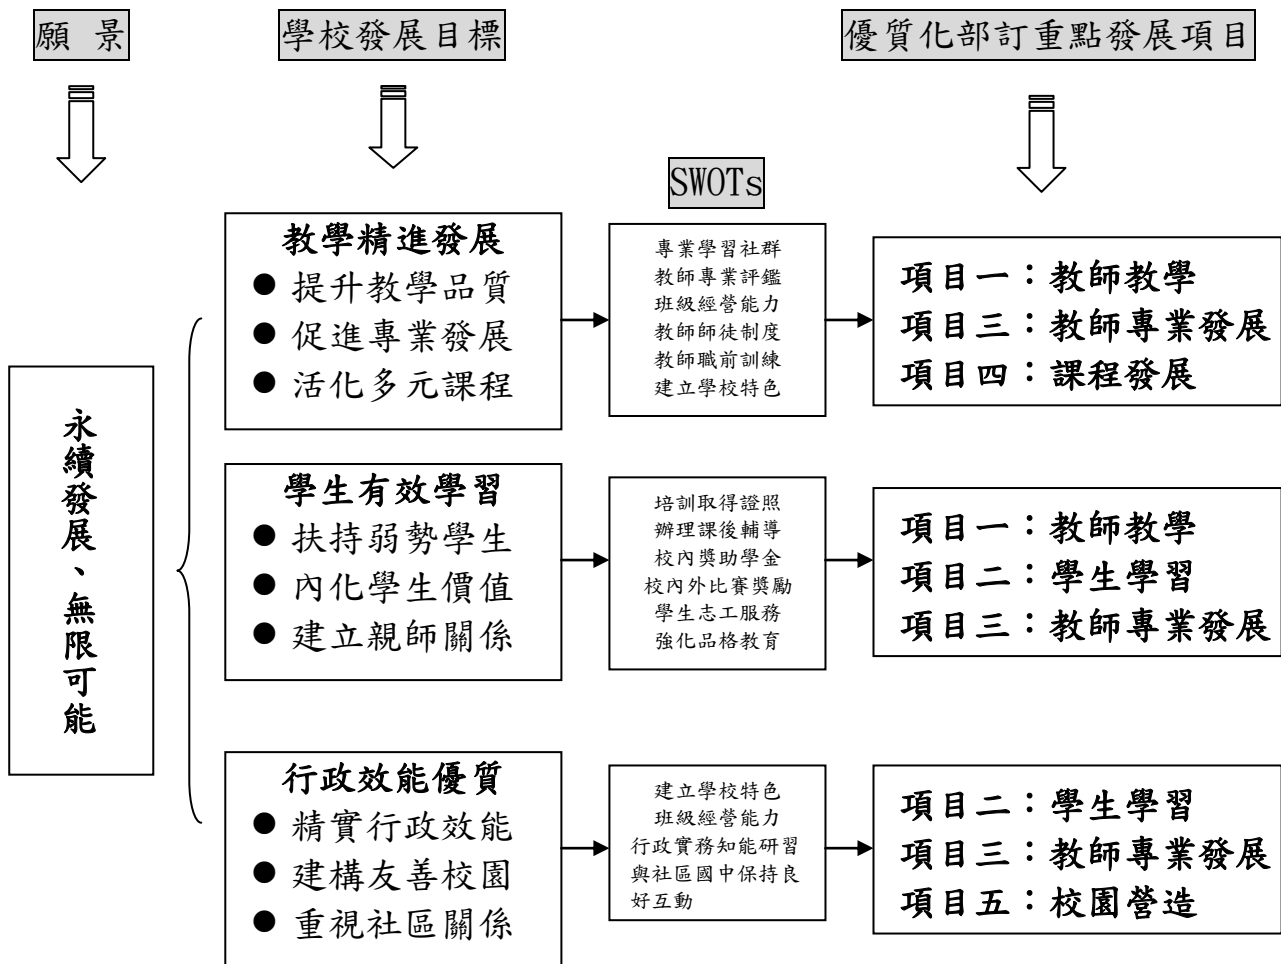 願 景
學校發展目標
優質化部訂重點發展項目
SWOTs
永續發展、無限可能
教學精進發展
● 提升教學品質
● 促進專業發展
● 活化多元課程
專業學習社群
教師專業評鑑
班級經營能力
教師師徒制度
教師職前訓練
建立學校特色
項目一：教師教學
項目三：教師專業發展
項目四：課程發展
學生有效學習
● 扶持弱勢學生
● 內化學生價值
● 建立親師關係
培訓取得證照
辦理課後輔導
校內獎助學金
校內外比賽獎勵
學生志工服務
強化品格教育
項目一：教師教學
項目二：學生學習
項目三：教師專業發展
行政效能優質
● 精實行政效能
● 建構友善校園
● 重視社區關係
建立學校特色
班級經營能力
行政實務知能研習
與社區國中保持良
好互動
項目二：學生學習
項目三：教師專業發展
項目五：校園營造